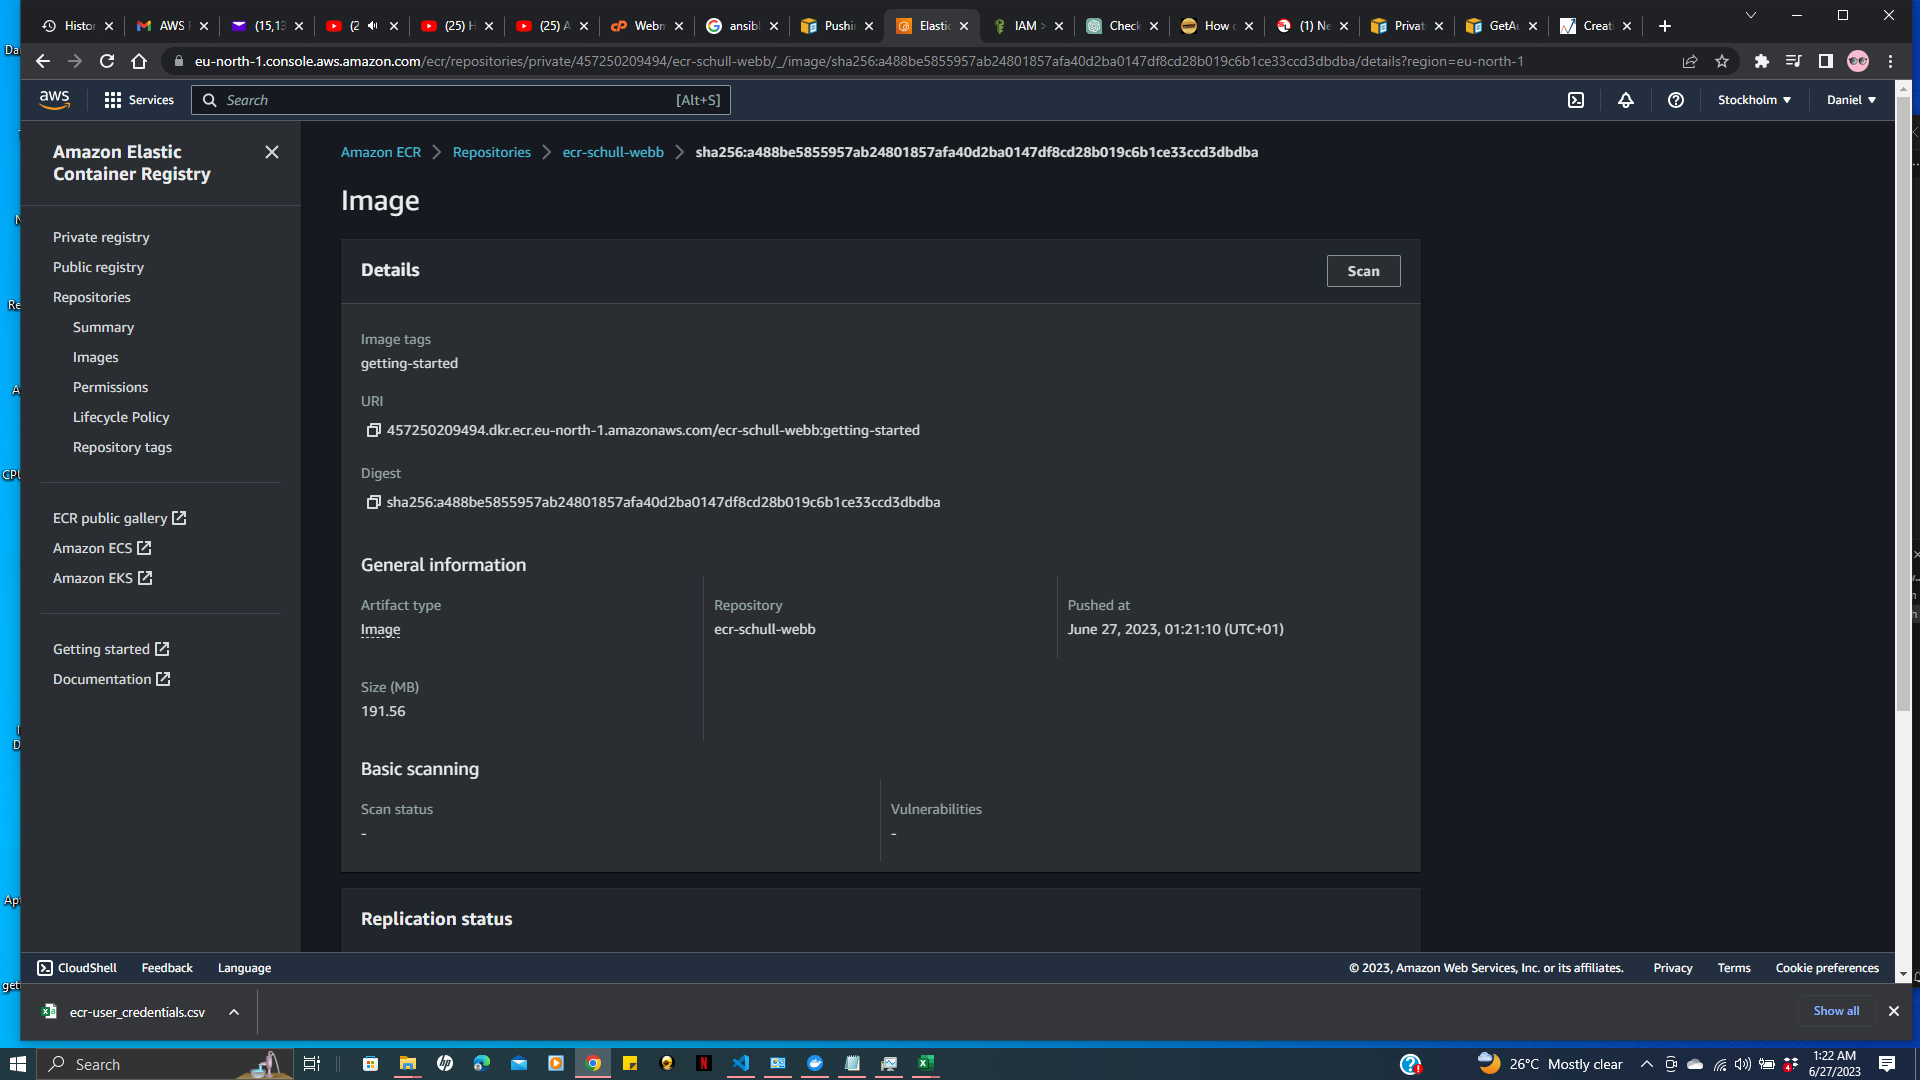 Histor
AWS
(15,13
(2
(25) H
(25) A
Webm
ansibl
Pushin
Elastic
IAM >
Check
How
(1) Ne
Privat
GetAu
Creati
eu-north-1.console.aws.amazon.com/ecr/repositories/private/457250209494/ecr-schull-webb/_/image/sha256:a488be5855957ab24801857afa40d2ba0147df8cd28b019c6b1ce33ccd3dbdba/details?region=eu-north-1
aws
Services
Search
[Alt+S]
Stockholm
Daniel
Amazon Elastic
Container Registry
Private registry
Public registry
Repositories
Summary
Images
Permissions
Lifecycle Policy
Repository tags
ECR public gallery
Amazon ECS
Amazon EKS
Getting started
Documentation
Amazon ECR
Repositories
ecr-schull-webb
sha256:a488be5855957ab24801857afa40d2ba0147df8cd28b019c6b1ce33ccd3dbdba
Image
Details
Scan
Image tags
getting-started
URI
457250209494.dkr.ecr.eu-north-1.amazonaws.com/ecr-schull-webb:getting-started
Digest
sha256:a488be5855957ab24801857afa40d2ba0147df8cd28b019c6b1ce33ccd3dbdba
General information
Artifact type
Image
Repository
ecr-schull-webb
Pushed at
June 27, 2023, 01:21:10 (UTC+01)
Size (MB)
191.56
Basic scanning
Scan status
-
Vulnerabilities
-
Replication status
CloudShell
Feedback
Language
© 2023, Amazon Web Services, Inc. or its affiliates.
Privacy
Terms
Cookie preferences
ecr-user_credentials.csv
Show all
Search
26°C Mostly clear
1:22 AM
6/27/2023